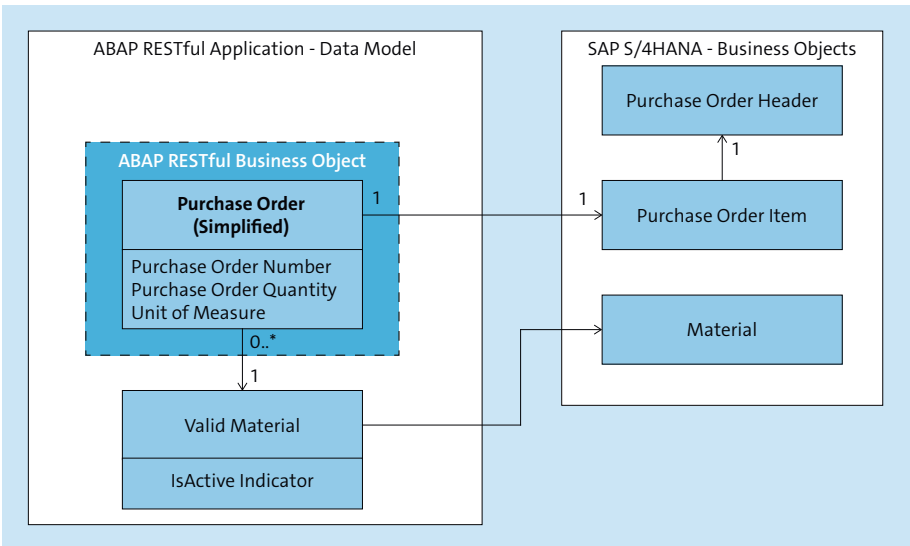 ABAP RESTful Application - Data Model
ABAP RESTful Business Object
Purchase Order
(Simplified)
Purchase Order Number
Purchase Order Quantity
Unit of Measure
1
1
0..*
1
Valid Material
IsActive Indicator
SAP S/4HANA - Business Objects
Purchase Order Header
1
Purchase Order Item
Material